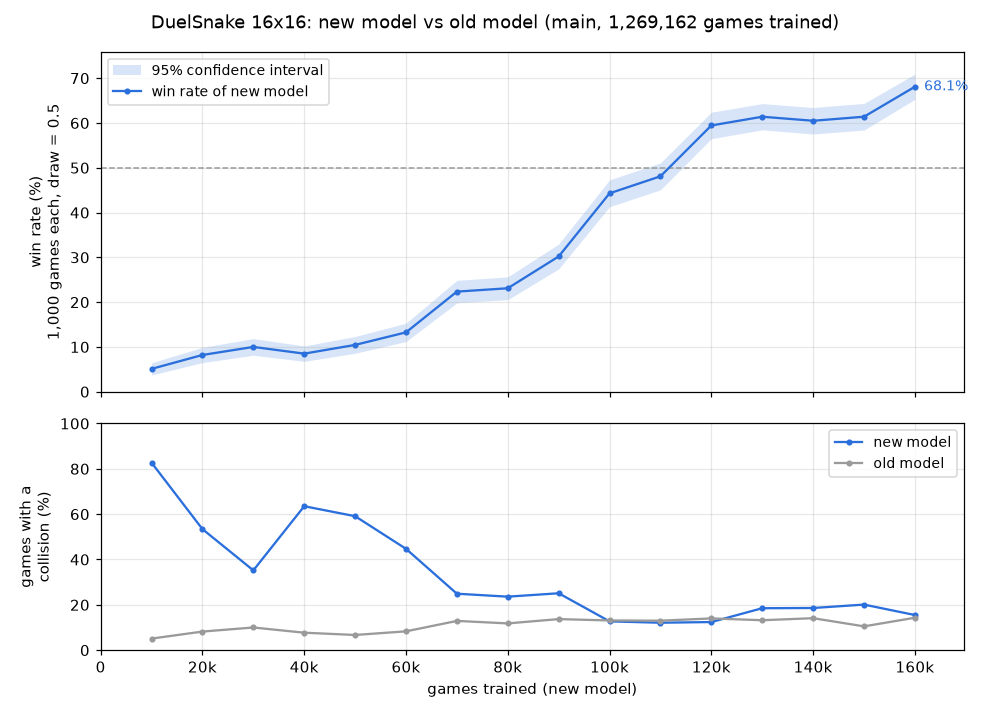 DuelSnake 16x16: new model vs old model (main, 1,269,162 games trained)
95% confidence interval
win rate of new model
68.1%
win rate (%)
1,000 games each, draw = 0.5
70
60
50
40
30
20
10
0
new model
old model
games with a
collision (%)
100
80
60
40
20
0
0 20k 40k 60k 80k 100k 120k 140k 160k
games trained (new model)